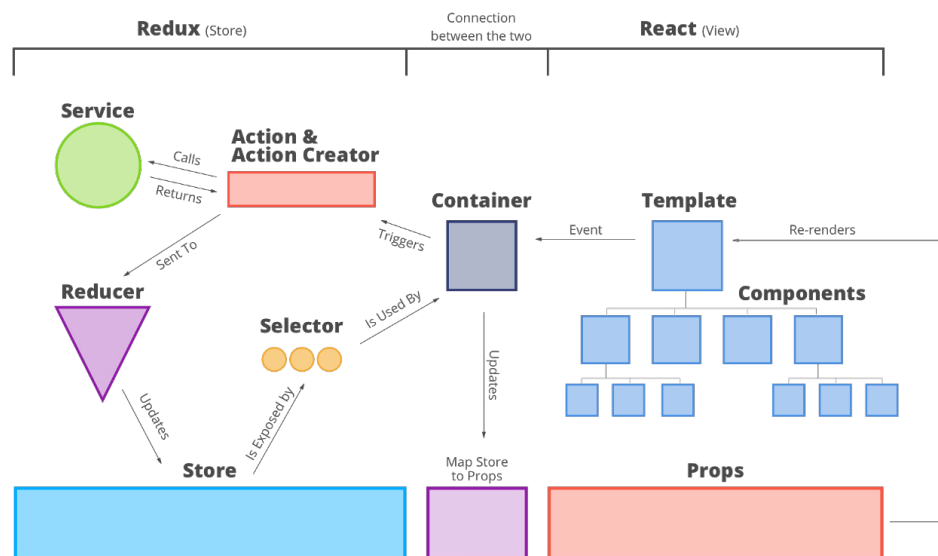 Redux (Store)
Connection
between the two
React (View)
Service
Action &
Action Creator
Calls
Returns
Container
Template
Triggers
Event
Re-renders
Sent To
Reducer
Components
Is Used By
Selector
Updates
Updates
Is Exposed by
Map Store
to Props
Store
Props